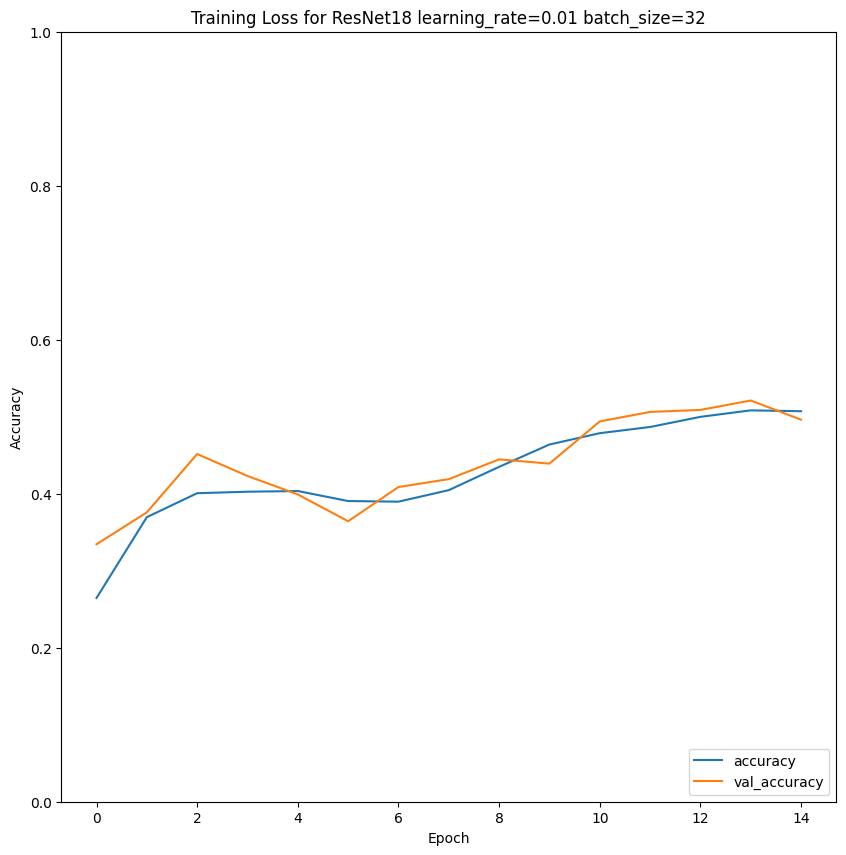 Training Loss for ResNet18 learning_rate=0.01 batch_size=32
1.0
0.8
0.6
0.4
0.2
0.0
Accuracy
0 2 4 6 8 10 12 14
Epoch
accuracy
val_accuracy